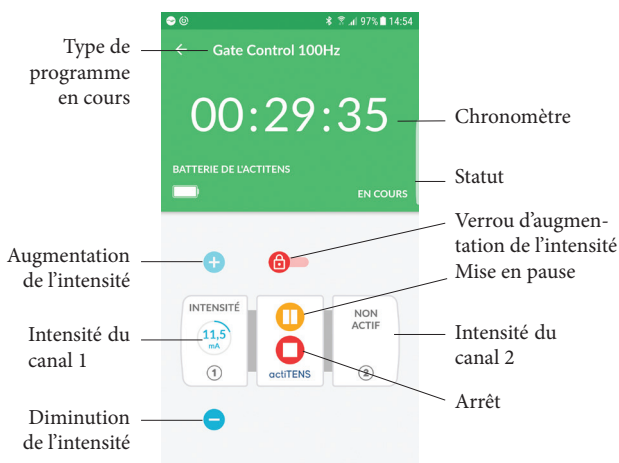 97% 14:54
Gate Control 100Hz
00:29:35
BATTERIE DE L'ACTITENS
EN COURS
INTENSITÉ
11,5
mA
1
actiTENS
NON
ACTIF
2
Type de
programme
en cours
Augmentation
de l'intensité
Intensité du
canal 1
Diminution
de l'intensité
Chronomètre
Statut
Verrou d'augmen-
tation de l'intensité
Mise en pause
Intensité du
canal 2
Arrêt